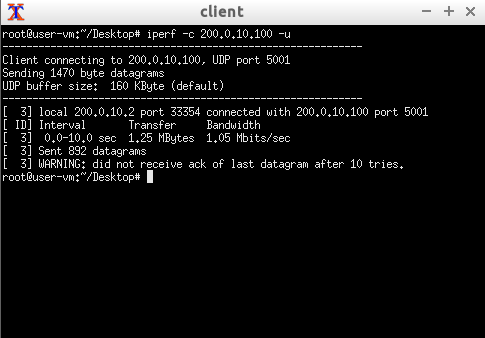 client
root@user-vm:~/Desktop# iperf -c 200.0.10.100 -u
------------------------------------------------------------
Client connecting to 200.0.10.100, UDP port 5001
Sending 1470 byte datagrams
UDP buffer size:  160 KByte (default)
------------------------------------------------------------
[  3] local 200.0.10.2 port 33354 connected with 200.0.10.100 port 5001
[ ID] Interval       Transfer     Bandwidth
[  3]  0.0-10.0 sec  1.25 MBytes  1.05 Mbits/sec
[  3] Sent 892 datagrams
[  3] WARNING: did not receive ack of last datagram after 10 tries.
root@user-vm:~/Desktop#